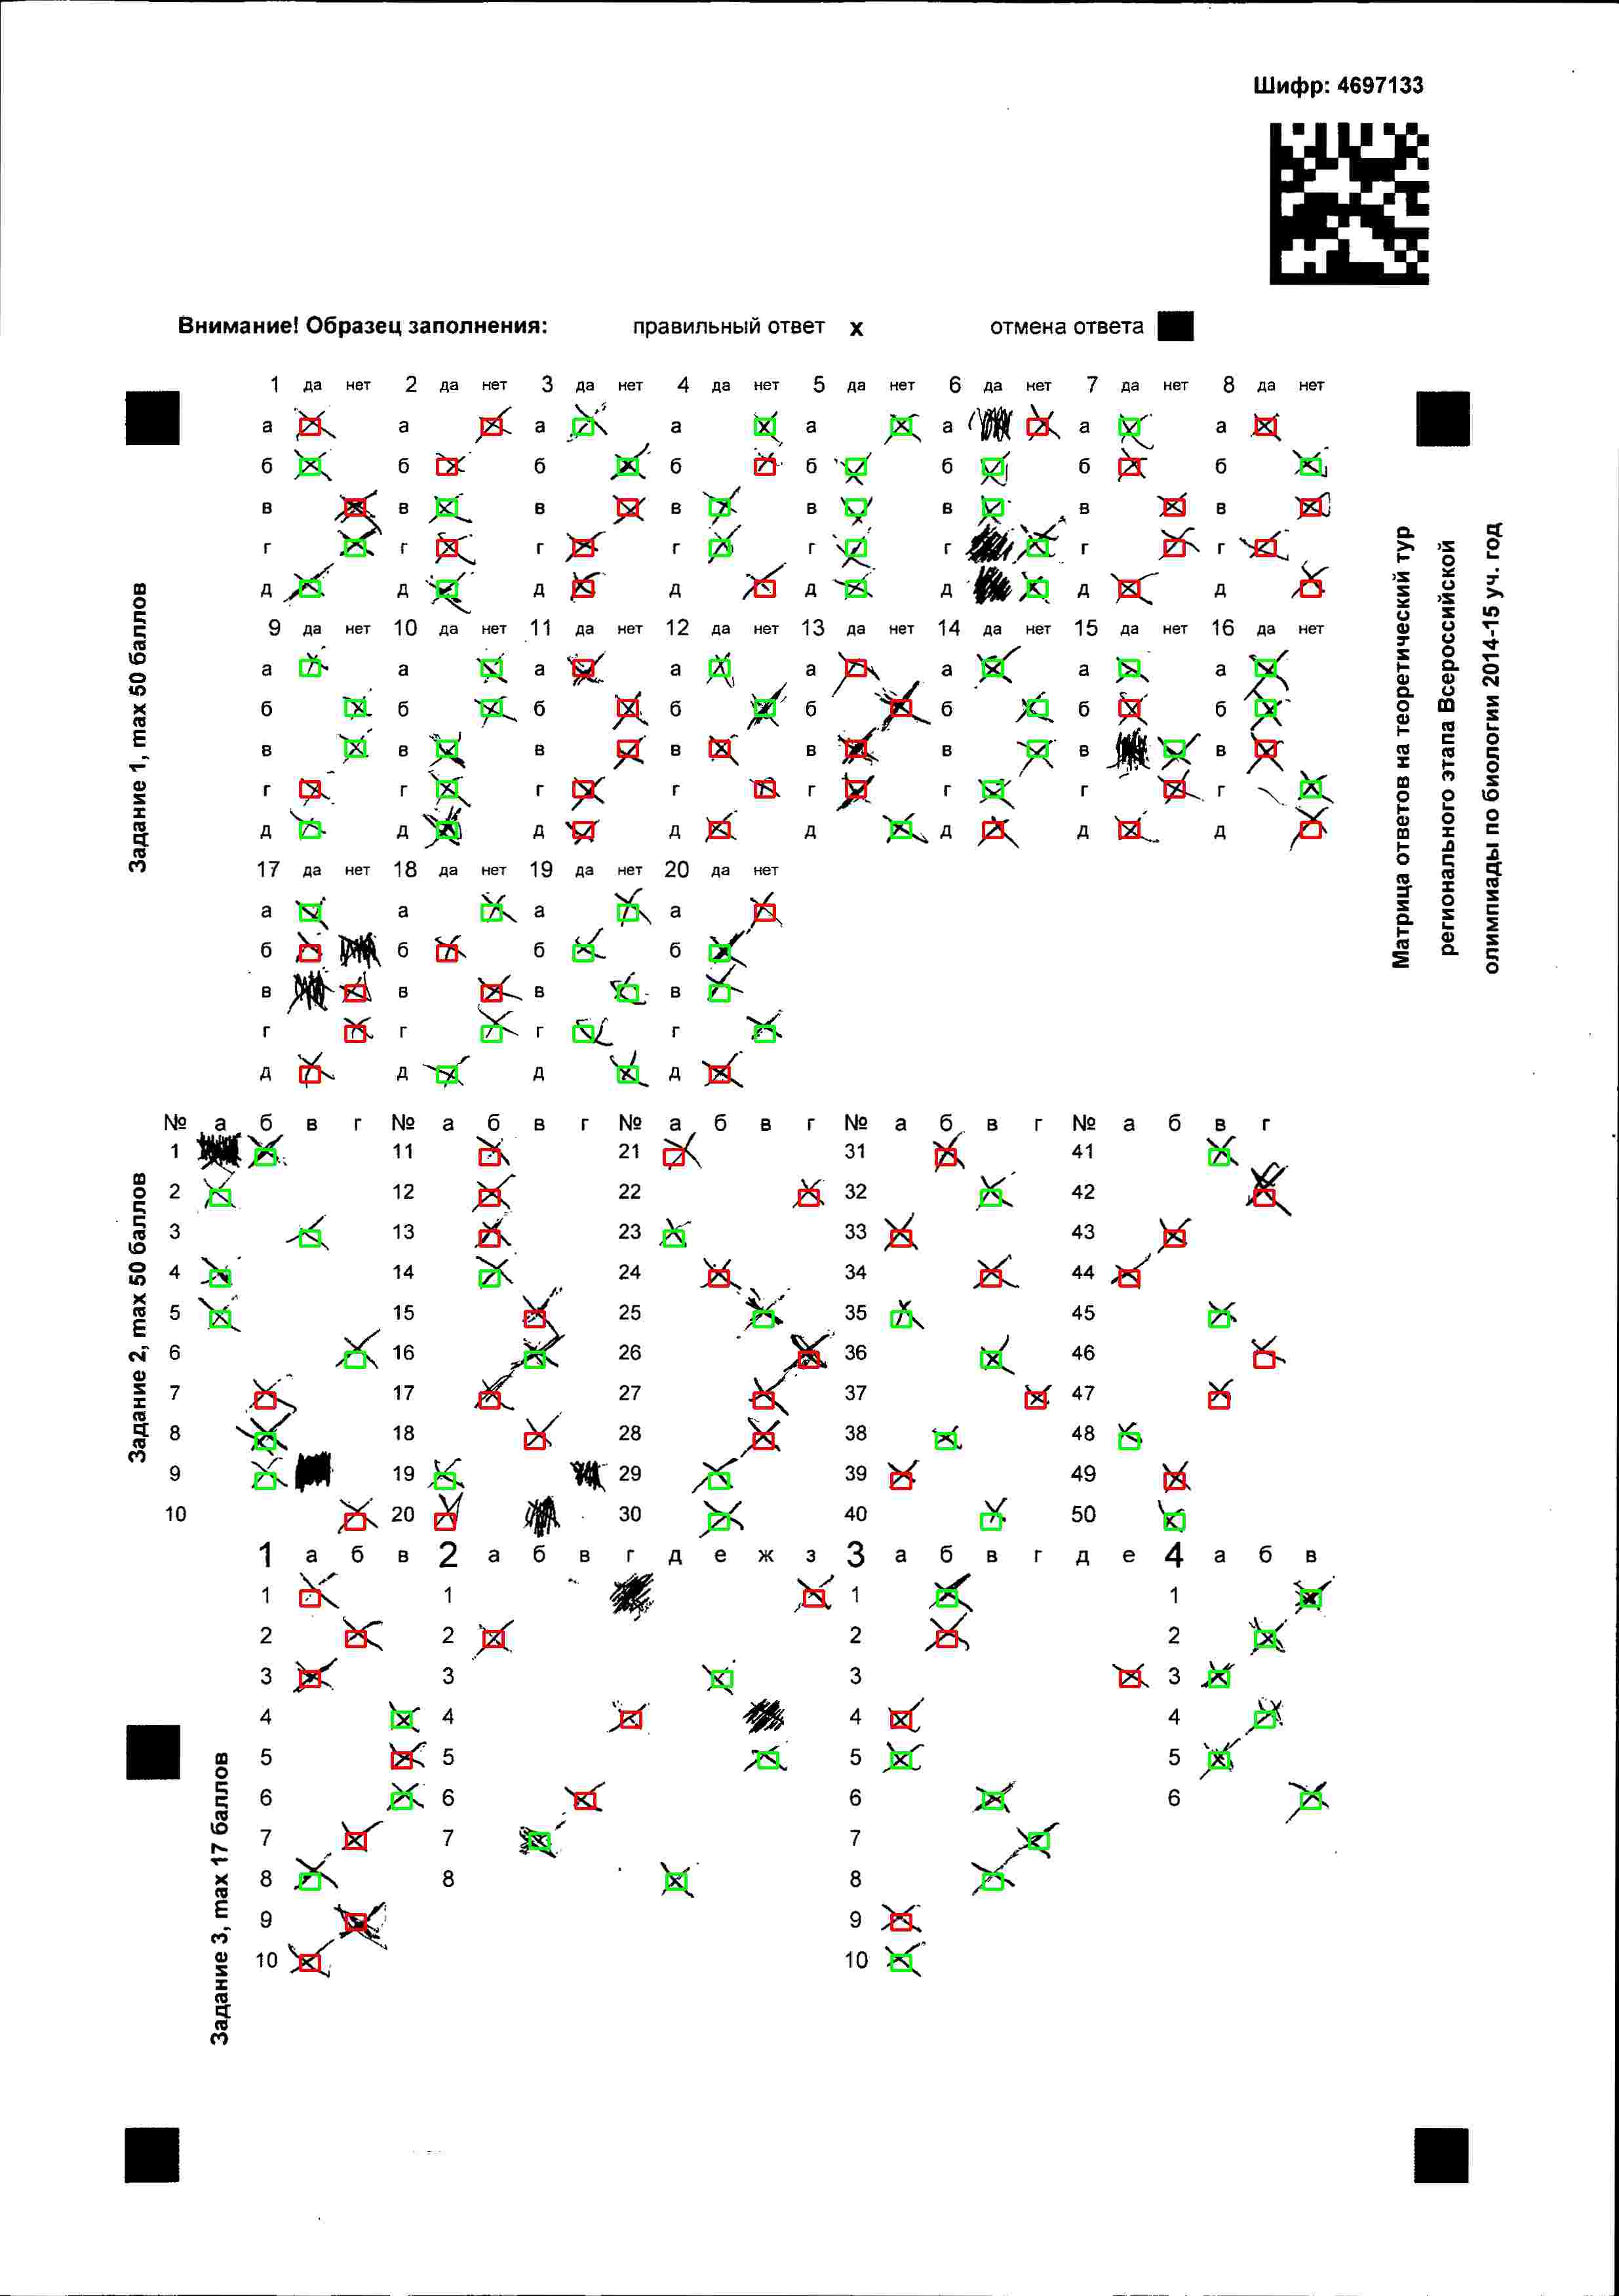 Шифр: 4697133
Внимание! Образец заполнения: правильный ответ x отмена ответа
Матрица ответов на теоретический тур
регионального этапа Всероссийской
олимпиады по биологии 2014-15 уч. год
Задание 1, max 50 баллов
1 да нет 2 да нет 3 да нет 4 да нет 5 да нет 6 да нет 7 да нет 8 да нет
а а а а а а а а
б б б б б б б б
в в в в в в в в
г г г г г г г г
д д д д д д д д
9 да нет 10 да нет 11 да нет 12 да нет 13 да нет 14 да нет 15 да нет 16 да нет
а а а а а а а а
б б б б б б б б
в в в в в в в в
г г г г г г г г
д д д д д д д д
17 да нет 18 да нет 19 да нет 20 да нет
а а а а
б б б б
в в в в
г г г г
д д д д
Задание 2, max 50 баллов
№ а б в г № а б в г № а б в г № а б в г № а б в г
1 11 21 31 41
2 12 22 32 42
3 13 23 33 43
4 14 24 34 44
5 15 25 35 45
6 16 26 36 46
7 17 27 37 47
8 18 28 38 48
9 19 29 39 49
10 20 30 40 50
Задание 3, max 17 баллов
1 а б в 2 а б в г д е ж з 3 а б в г д е 4 а б в
1 1 1 1
2 2 2 2
3 3 3 3
4 4 4 4
5 5 5 5
6 6 6 6
7 7 7
8 8 8
9 9
10 10